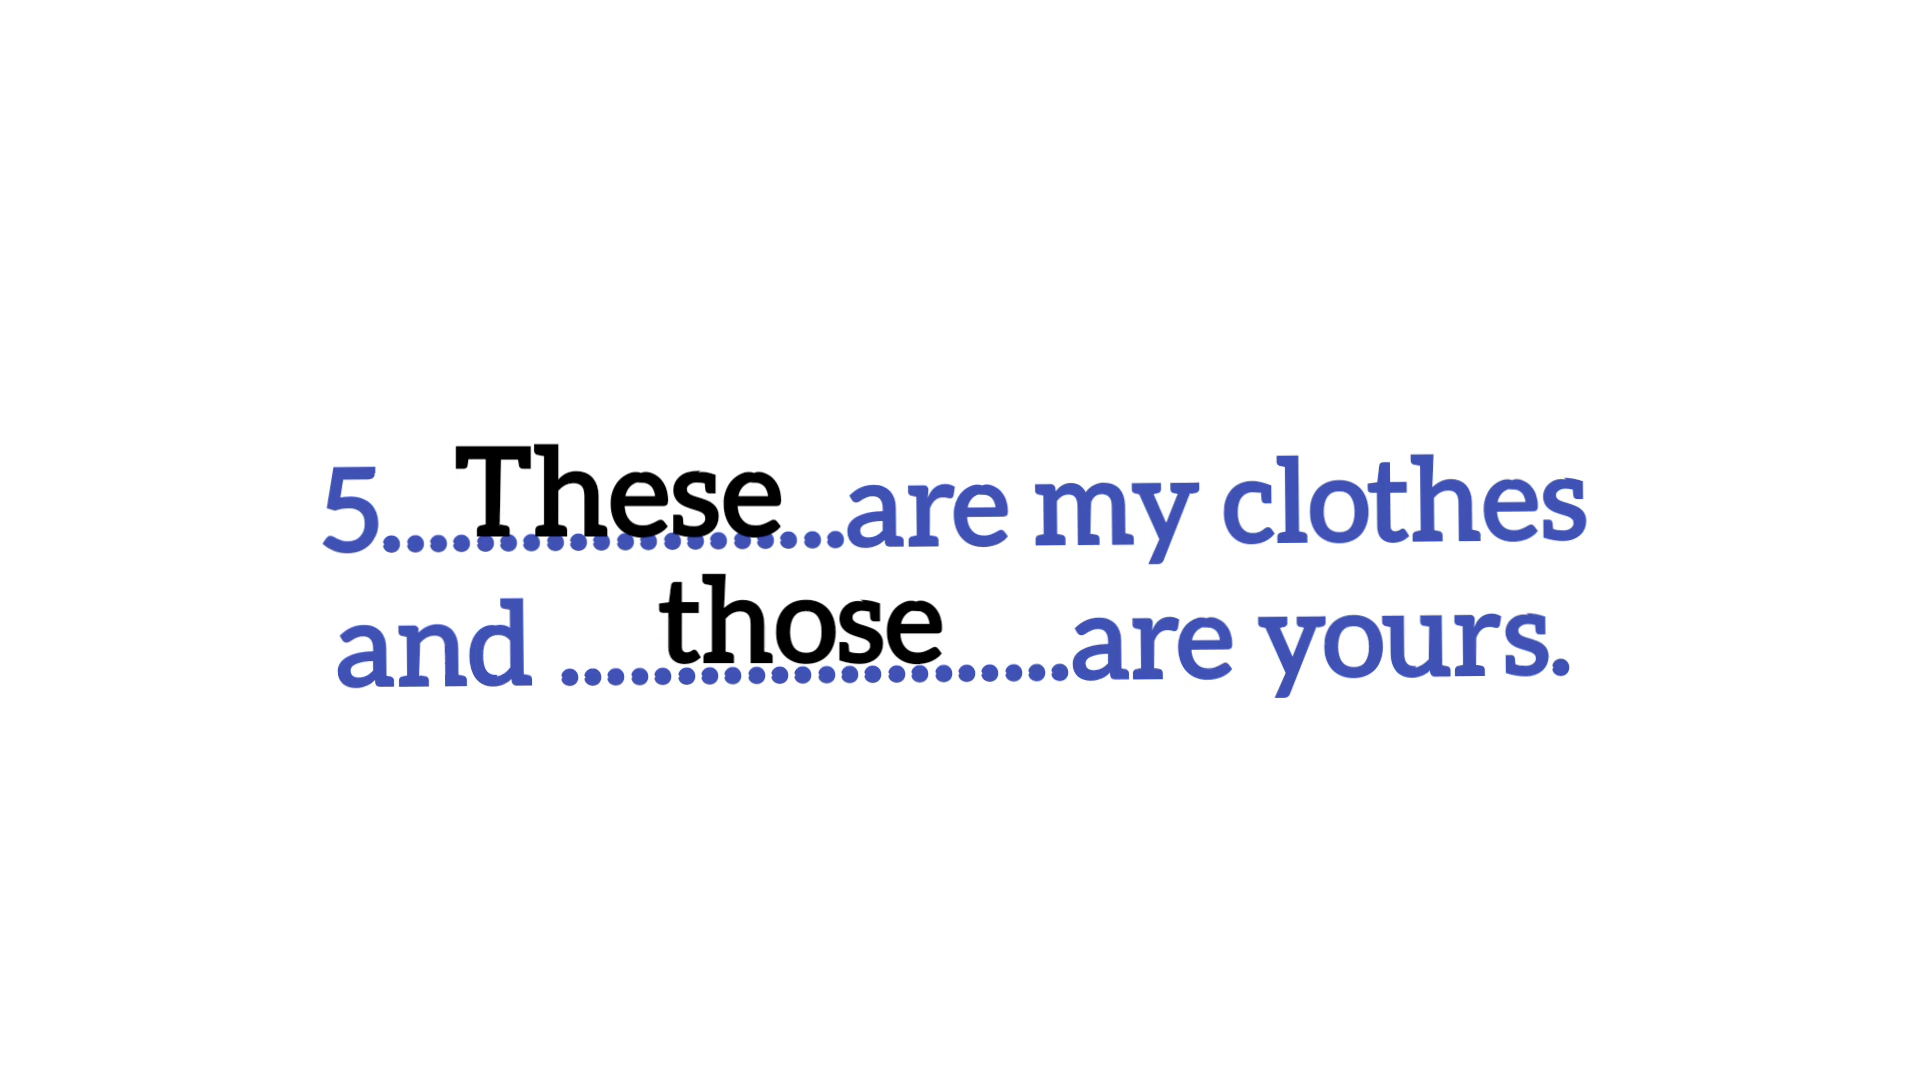 5....These...are my clothes
and ....those.....are yours.